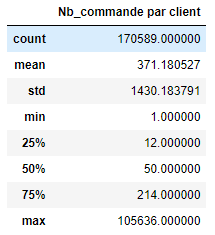 Nb_commande par client
count 170589.000000
mean 371.180527
std 1430.183791
min 1.000000
25% 12.000000
50% 50.000000
75% 214.000000
max 105636.000000